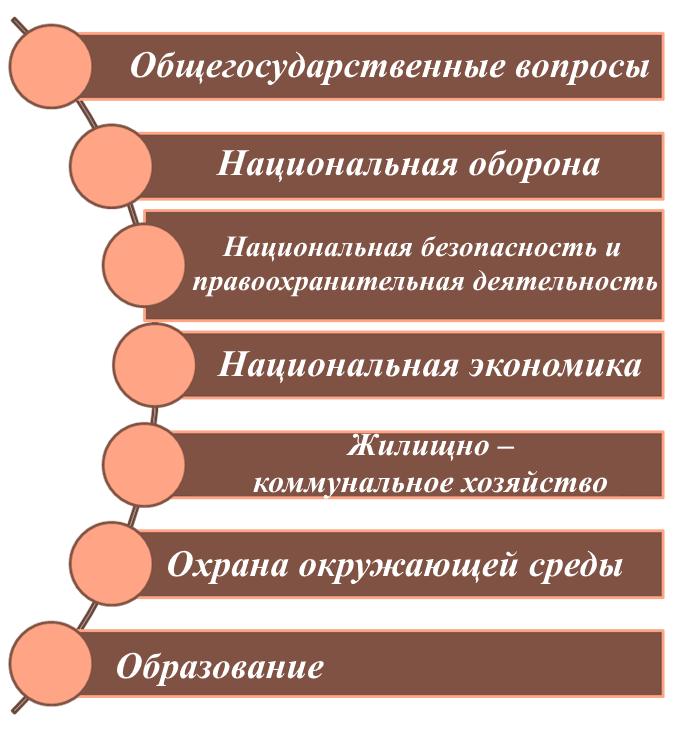 Общегосударственные вопросы
Национальная оборона
Национальная безопасность и
правоохранительная деятельность
Национальная экономика
Жилищно –
коммунальное хозяйство
Охрана окружающей среды
Образование